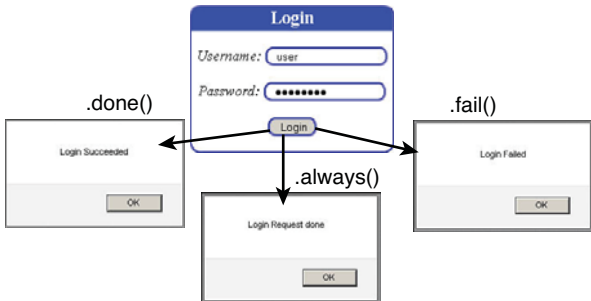 Login
Username: user
Password: ●●●●●●●●
Login
.done()
.fail()
.always()
Login Succeeded
OK
Login Failed
OK
Login Request done
OK